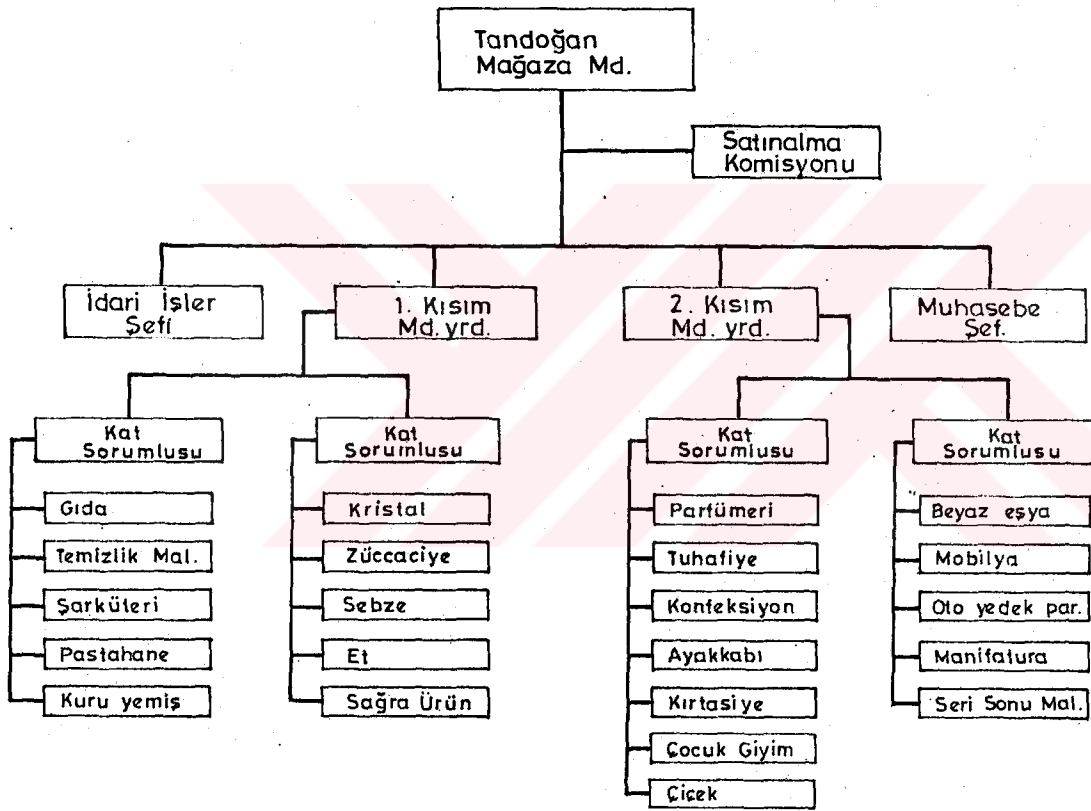 Tandoğan
Mağaza Md.
Satınalma
Komisyonu
İdari İşler
Şefi
1. Kısım
Md. yrd.
2. Kısım
Md. yrd.
Muhasebe
Şef.
Kat
Sorumlusu
Gıda
Temizlik Mal.
Şarküteri
Pastahane
Kuru yemiş
Kat
Sorumlusu
Kristal
Züccaciye
Sebze
Et
Sağra Ürün
Kat
Sorumlusu
Parfümeri
Tuhafiye
Konfeksiyon
Ayakkabı
Kırtasiye
Çocuk Giyim
Çiçek
Kat
Sorumlusu
Beyaz eşya
Mobilya
Oto yedek par.
Manifatura
Seri Sonu Mal.